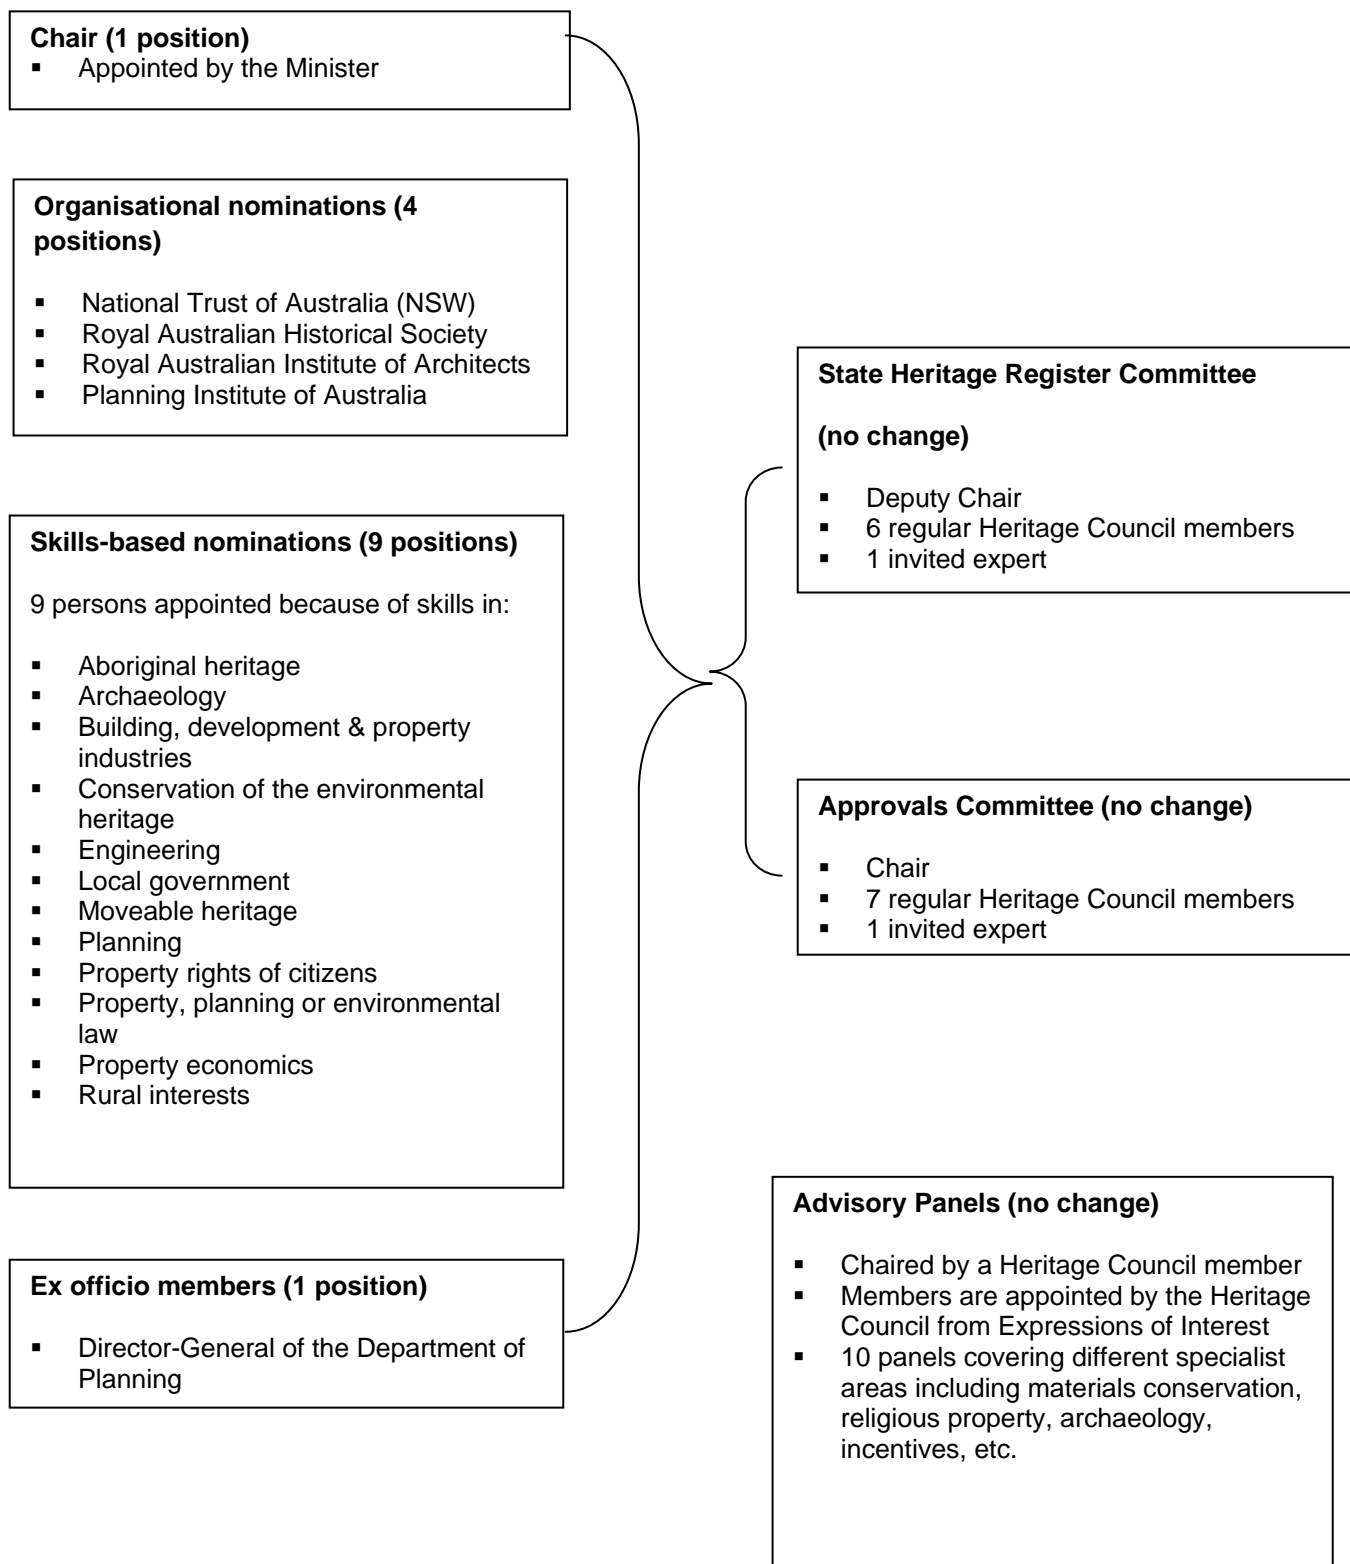 Chair (1 position)
▪ Appointed by the Minister
Organisational nominations (4
positions)
▪ National Trust of Australia (NSW)
▪ Royal Australian Historical Society
▪ Royal Australian Institute of Architects
▪ Planning Institute of Australia
Skills-based nominations (9 positions)
9 persons appointed because of skills in:
▪ Aboriginal heritage
▪ Archaeology
▪ Building, development & property
industries
▪ Conservation of the environmental
heritage
▪ Engineering
▪ Local government
▪ Moveable heritage
▪ Planning
▪ Property rights of citizens
▪ Property, planning or environmental
law
▪ Property economics
▪ Rural interests
Ex officio members (1 position)
▪ Director-General of the Department of
Planning
State Heritage Register Committee
(no change)
▪ Deputy Chair
▪ 6 regular Heritage Council members
▪ 1 invited expert
Approvals Committee (no change)
▪ Chair
▪ 7 regular Heritage Council members
▪ 1 invited expert
Advisory Panels (no change)
▪ Chaired by a Heritage Council member
▪ Members are appointed by the Heritage
Council from Expressions of Interest
▪ 10 panels covering different specialist
areas including materials conservation,
religious property, archaeology,
incentives, etc.